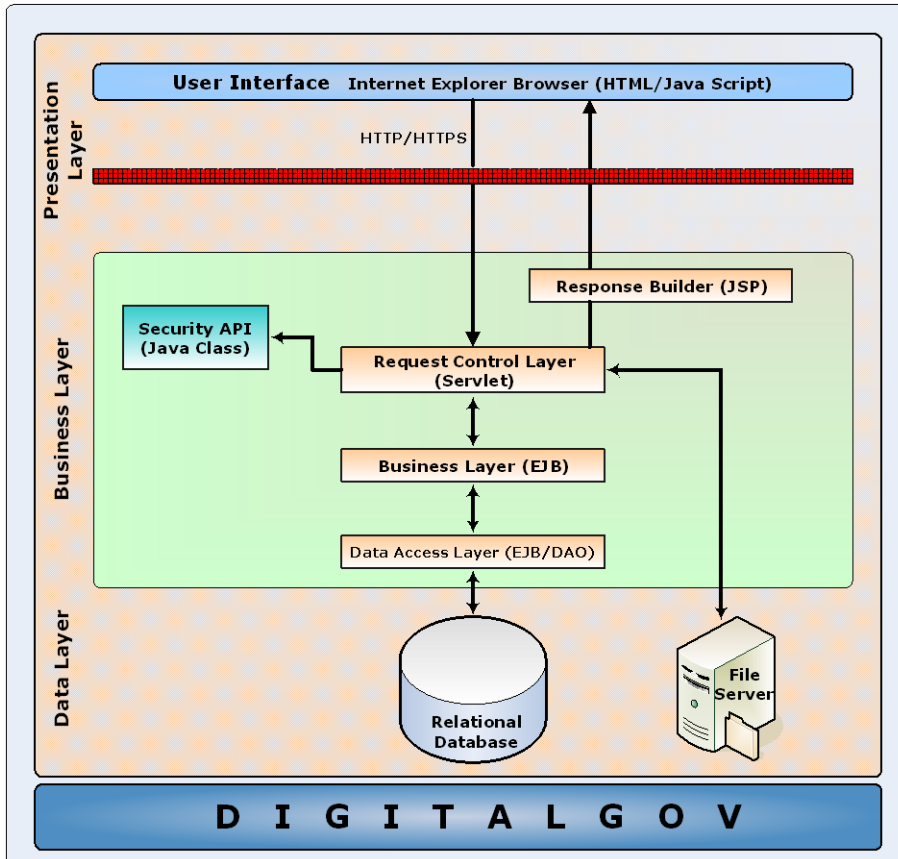 Presentation
Layer
User Interface Internet Explorer Browser (HTML/Java Script)
HTTP/HTTPS
Business Layer
Response Builder (JSP)
Security API
(Java Class)
Request Control Layer
(Servlet)
Business Layer (EJB)
Data Access Layer (EJB/DAO)
Data Layer
Relational
Database
File
Server
D I G I T A L G O V